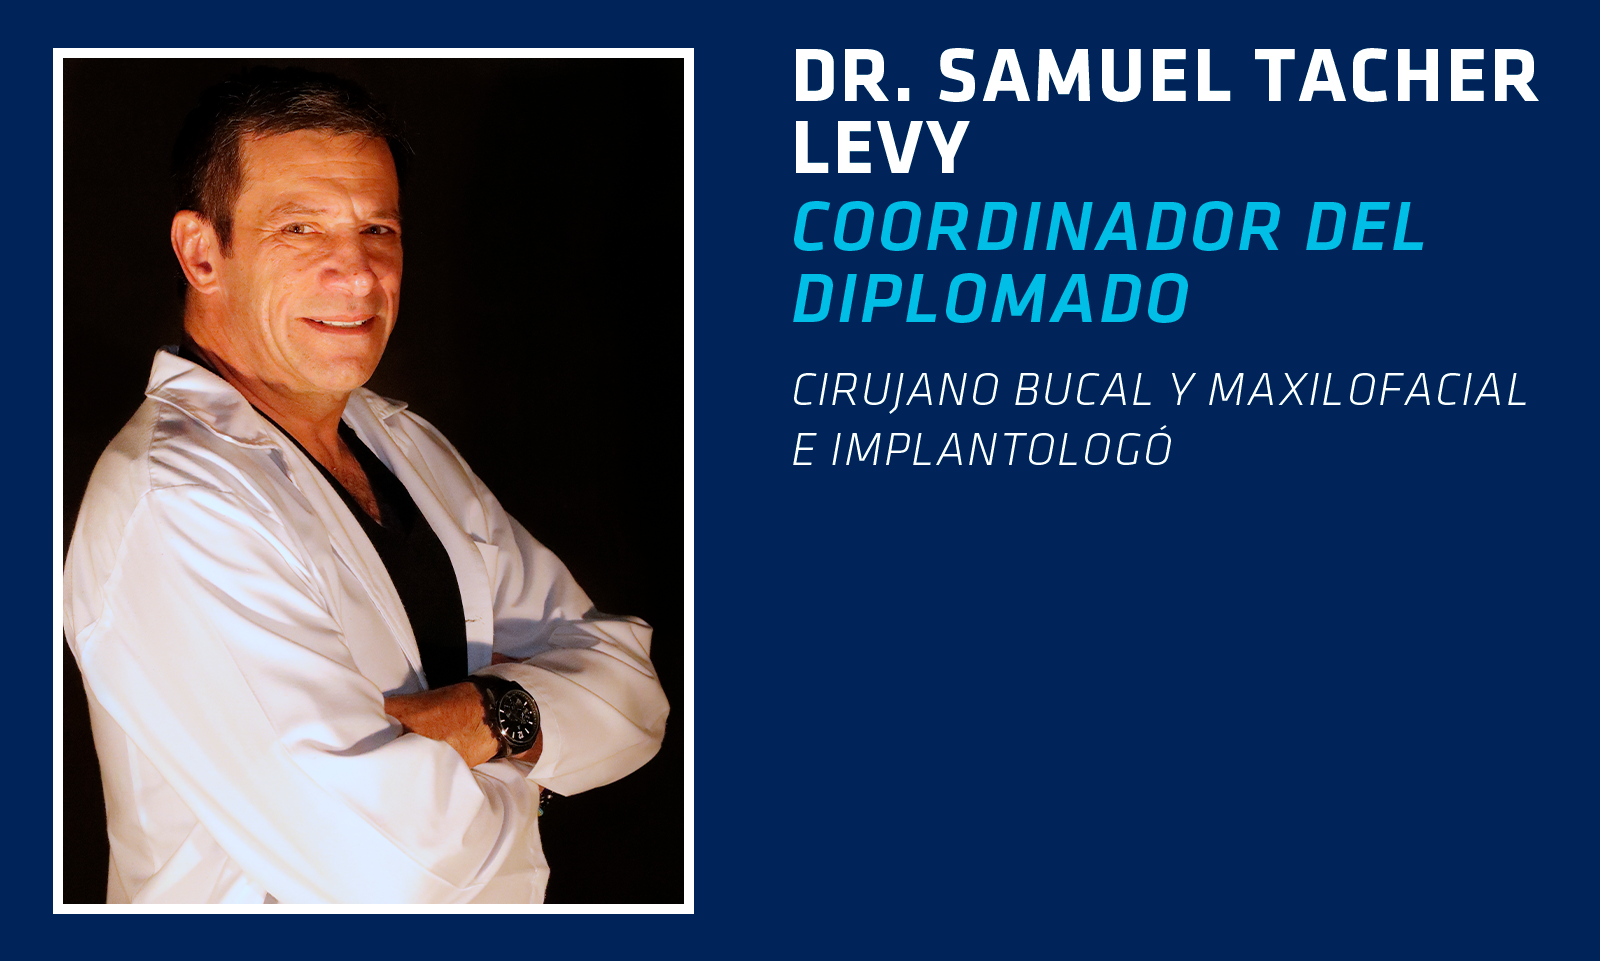 DR. SAMUEL TACHER
LEVY
COORDINADOR DEL
DIPLOMADO
CIRUJANO BUCAL Y MAXILOFACIAL
E IMPLANTOLOGÓ